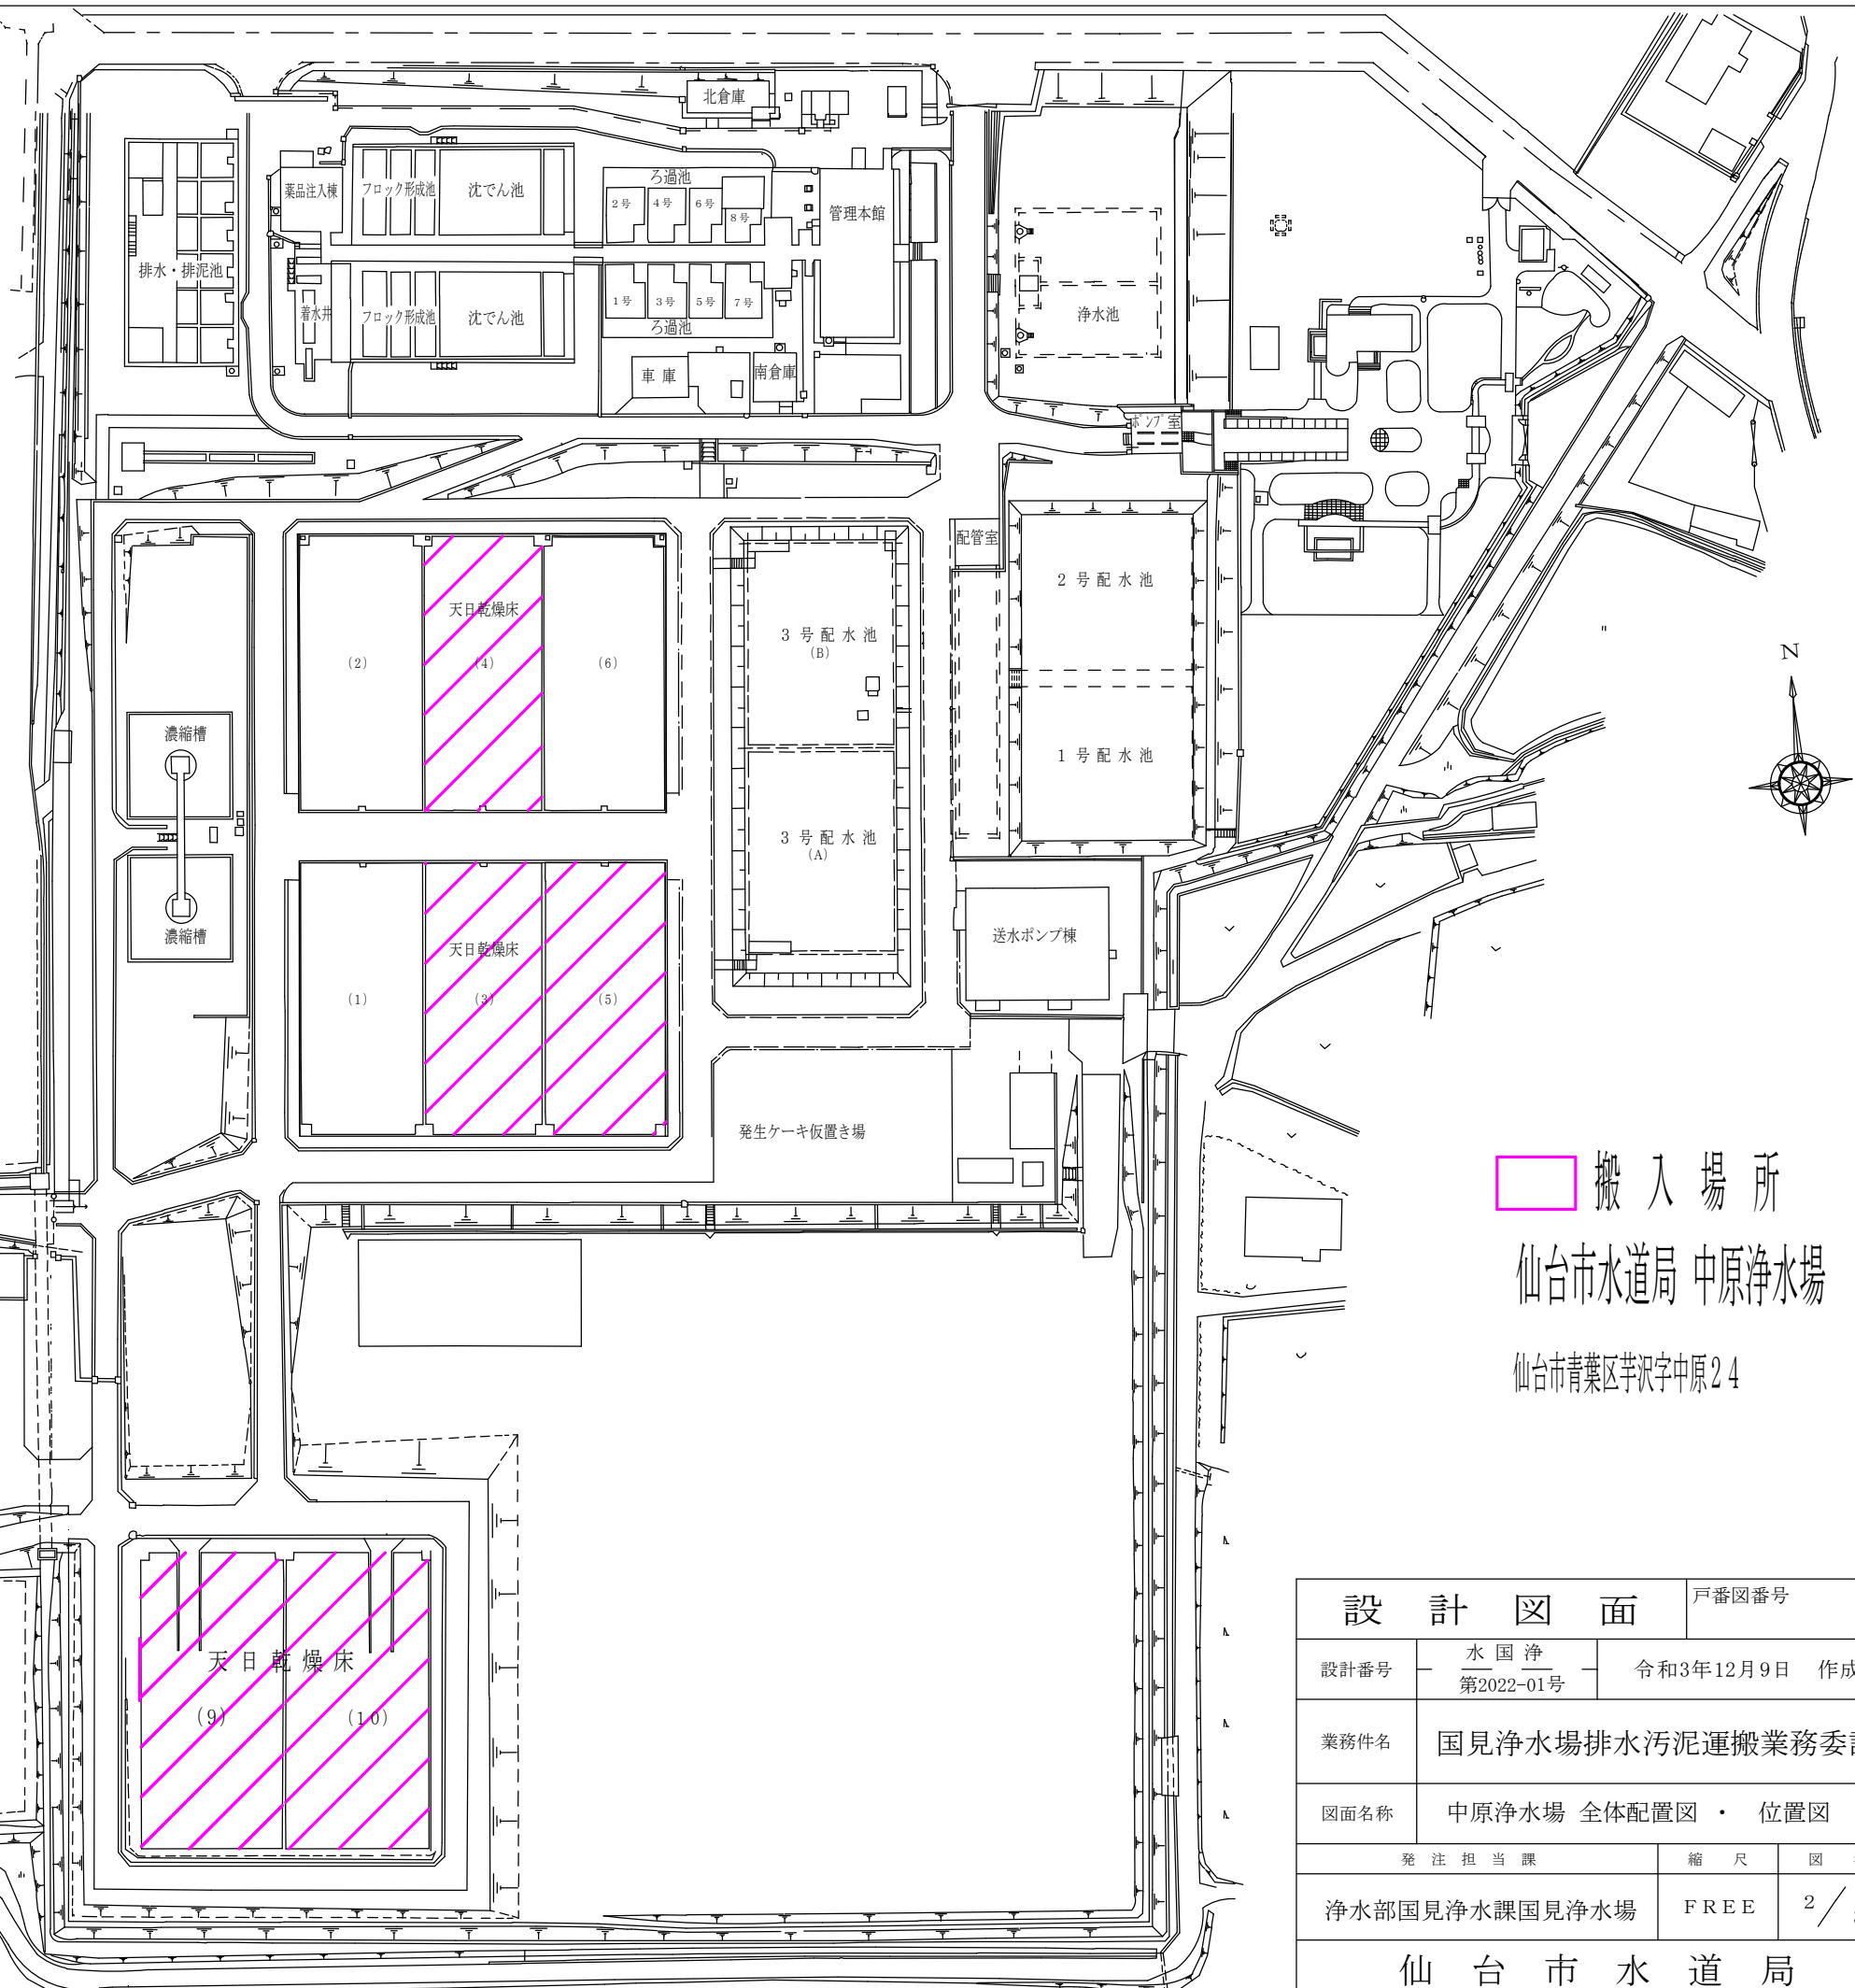 北倉庫
薬品注入棟
フロック形成池
沈でん池
ろ過池
2号
4号
6号
8号
管理本館
排水・排泥池
着水井
フロック形成池
沈でん池
1号
3号
5号
7号
ろ過池
浄水池
車庫
南倉庫
ポンプ室
配管室
天日乾燥床
(2)
(4)
(6)
3号配水池
(B)
2号配水池
N
濃縮槽
1号配水池
3号配水池
(A)
濃縮槽
天日乾燥床
(1)
(3)
(5)
送水ポンプ棟
発生ケーキ仮置き場
搬入場所
仙台市水道局 中原浄水場
仙台市青葉区芋沢字中原24
天日乾燥床
(9)
(10)
設計図面
戸番図番号
設計番号
水国浄
第2022-01号
令和3年12月9日 作成
業務件名
国見浄水場排水汚泥運搬業務委
図面名称
中原浄水場 全体配置図 ・ 位置図
発注担当課
縮尺
図
浄水部国見浄水課国見浄水場
FREE
2/
仙台市水道局